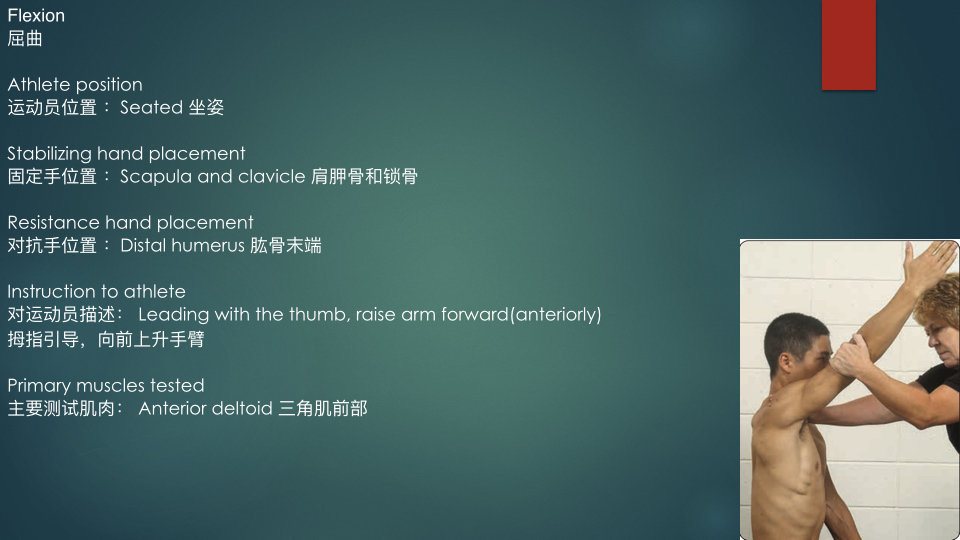 Flexion
屈曲
Athlete position
运动员位置： Seated 坐姿
Stabilizing hand placement
固定手位置： Scapula and clavicle 肩胛骨和锁骨
Resistance hand placement
对抗手位置： Distal humerus 肱骨末端
Instruction to athlete
对运动员描述： Leading with the thumb, raise arm forward(anteriorly)
拇指引导，向前上升手臂
Primary muscles tested
主要测试肌肉： Anterior deltoid 三角肌前部